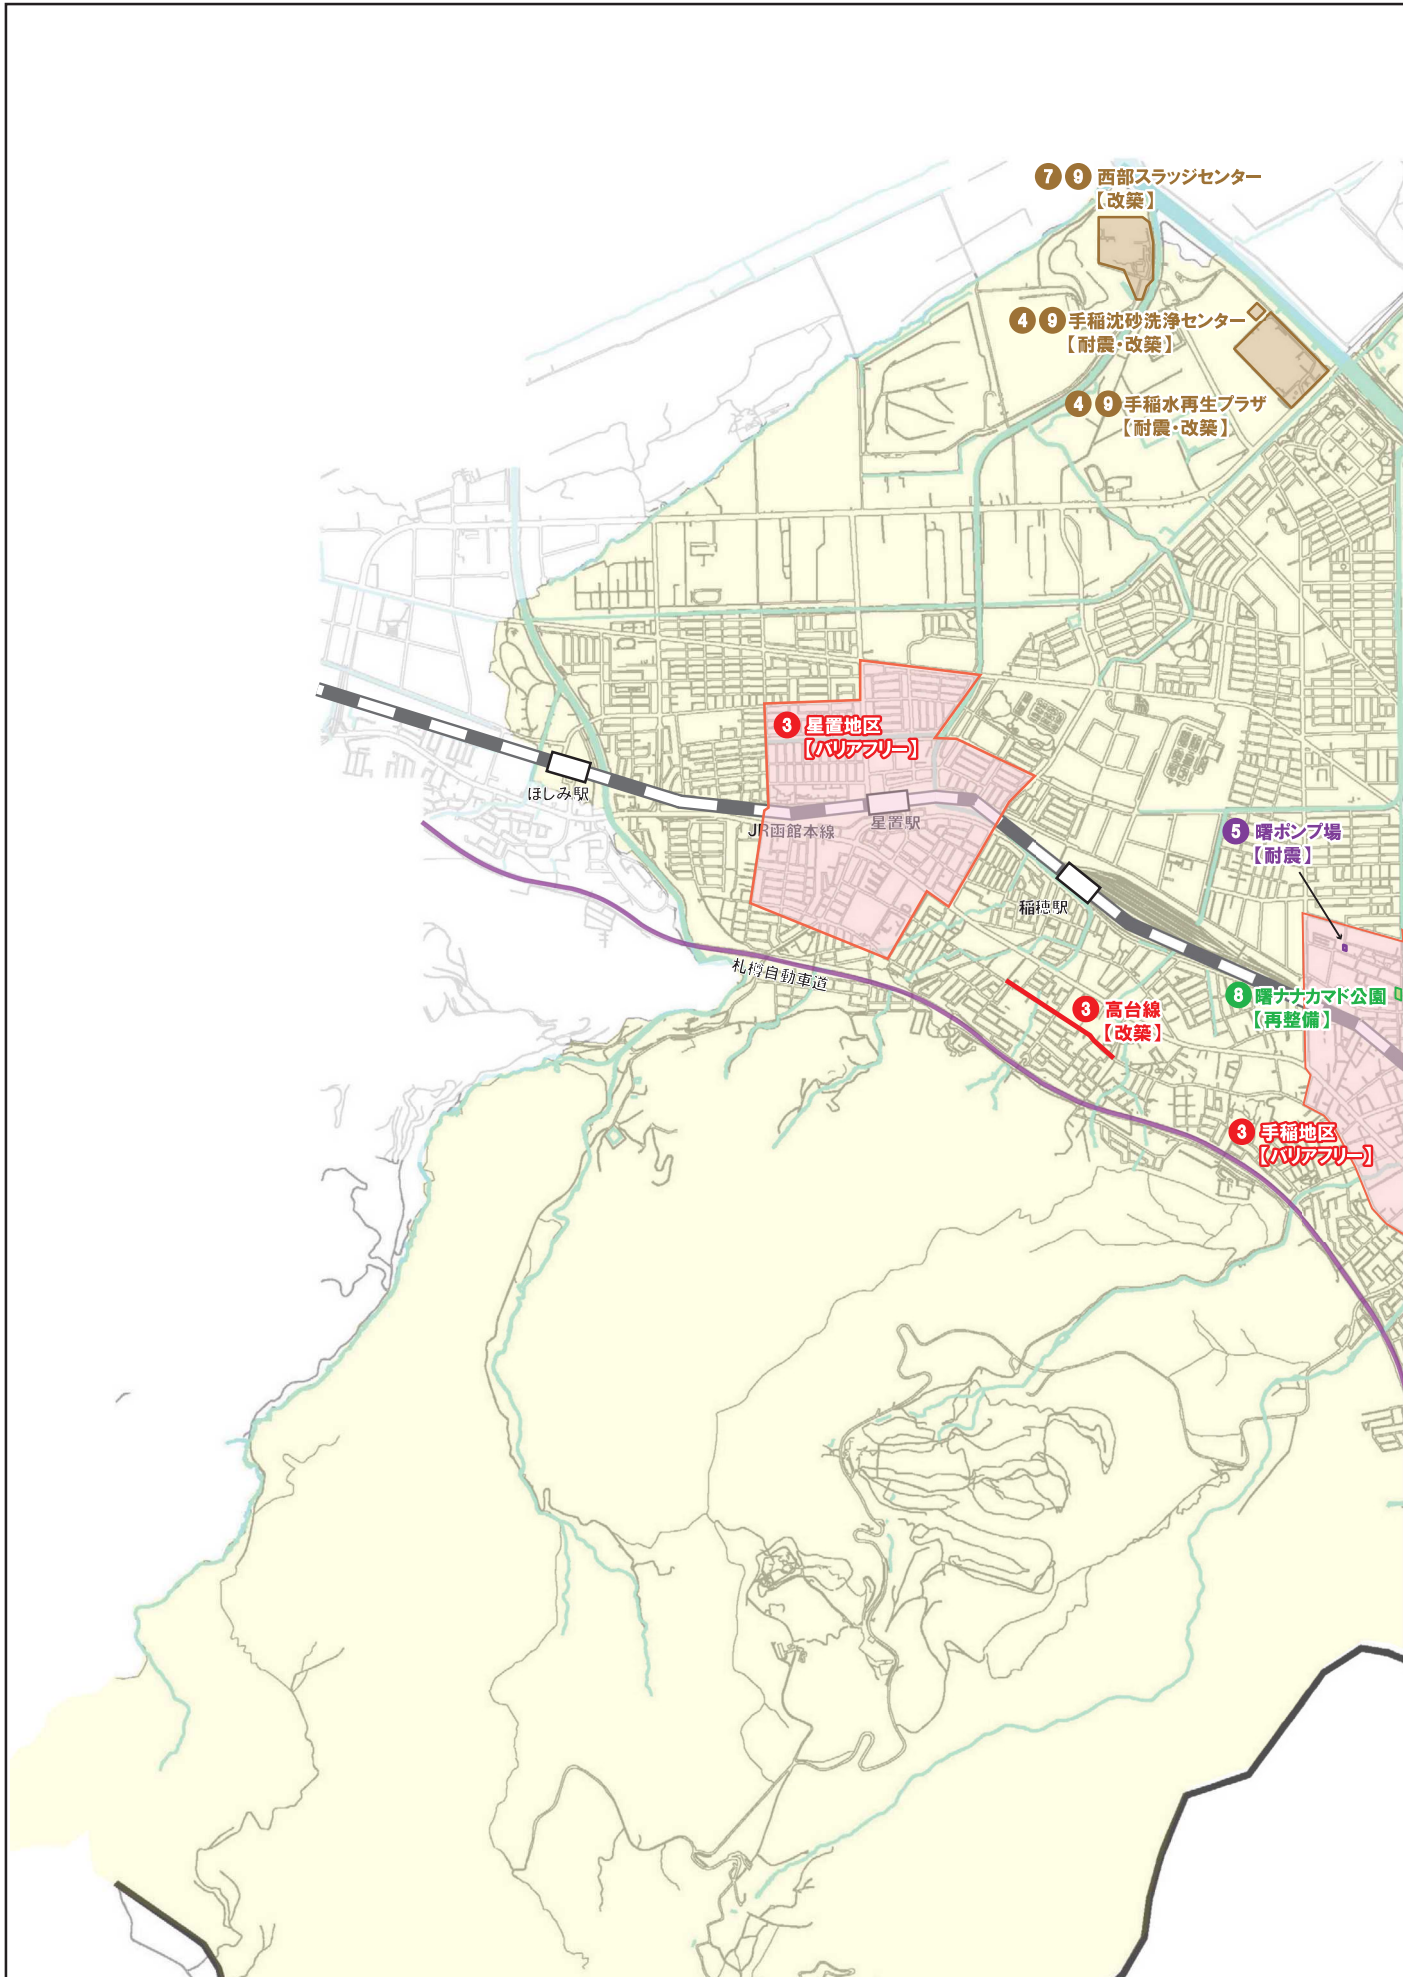 7 9 西部スラッジセンター
【改築】
4 9 手稲沈砂洗浄センター
【耐震・改築】
4 9 手稲水再生プラザ
【耐震・改築】
3 星置地区
【バリアフリー】
ほしみ駅
JR函館本線
星置駅
5 曙ポンプ場
【耐震】
稲穂駅
札樽自動車道
8 曙ナナカマド公園
【再整備】
3 高台線
【改築】
3 手稲地区
【バリアフリー】